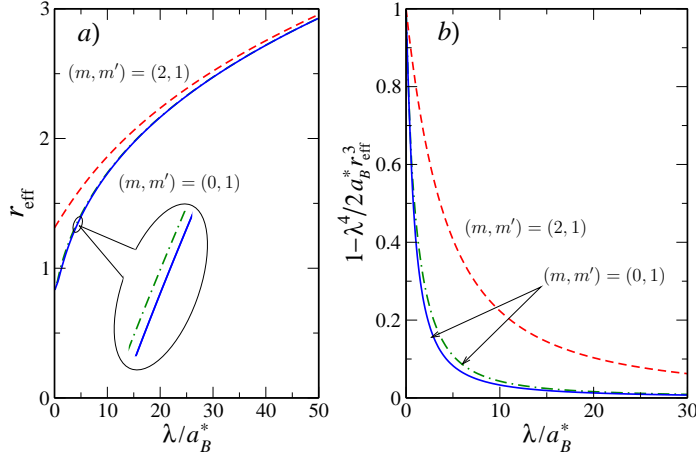 a)
(m, m′) = (2, 1)
(m, m′) = (0, 1)
r_eff
3
2
1
0
0 10 20 30 40 50
λ/a*_B
b)
(m, m′) = (2, 1)
(m, m′) = (0, 1)
1−λ⁴/2a*_B r³_eff
1
0.8
0.6
0.4
0.2
0
0 10 20 30
λ/a*_B